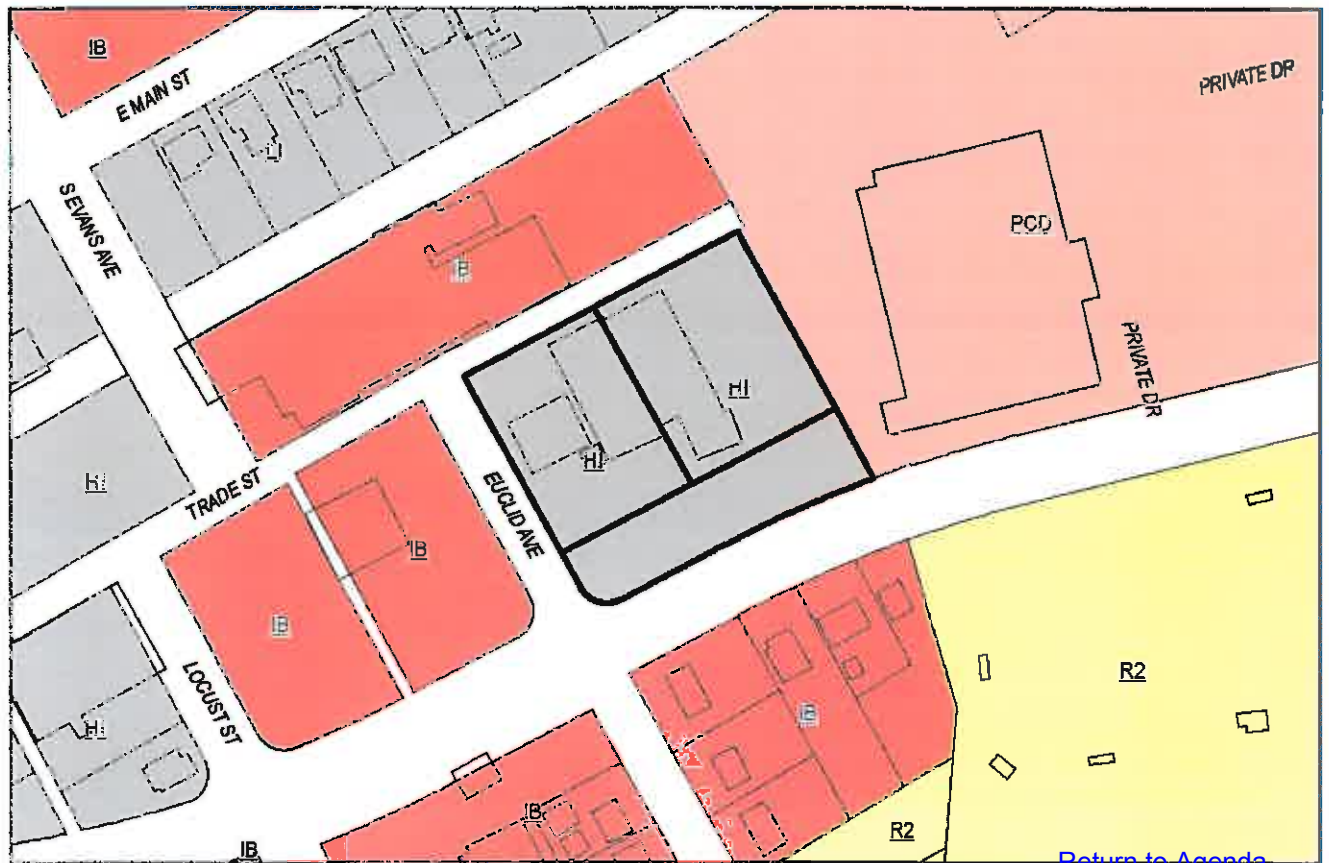 IB
E MAIN ST
PRIVATE DR
LI
S EVANS AVE
PCD
IB
PRIVATE DR
HI
HI
HI
TRADE ST
EUCLID AVE
IB
IB
R2
LOCUST ST
IB
HI
IB
R2
IB
Return to Agenda